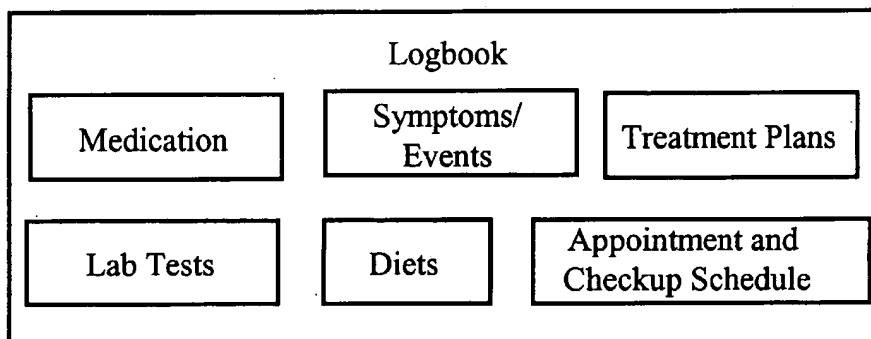 Logbook
Medication
Symptoms/
Events
Treatment Plans
Lab Tests
Diets
Appointment and
Checkup Schedule